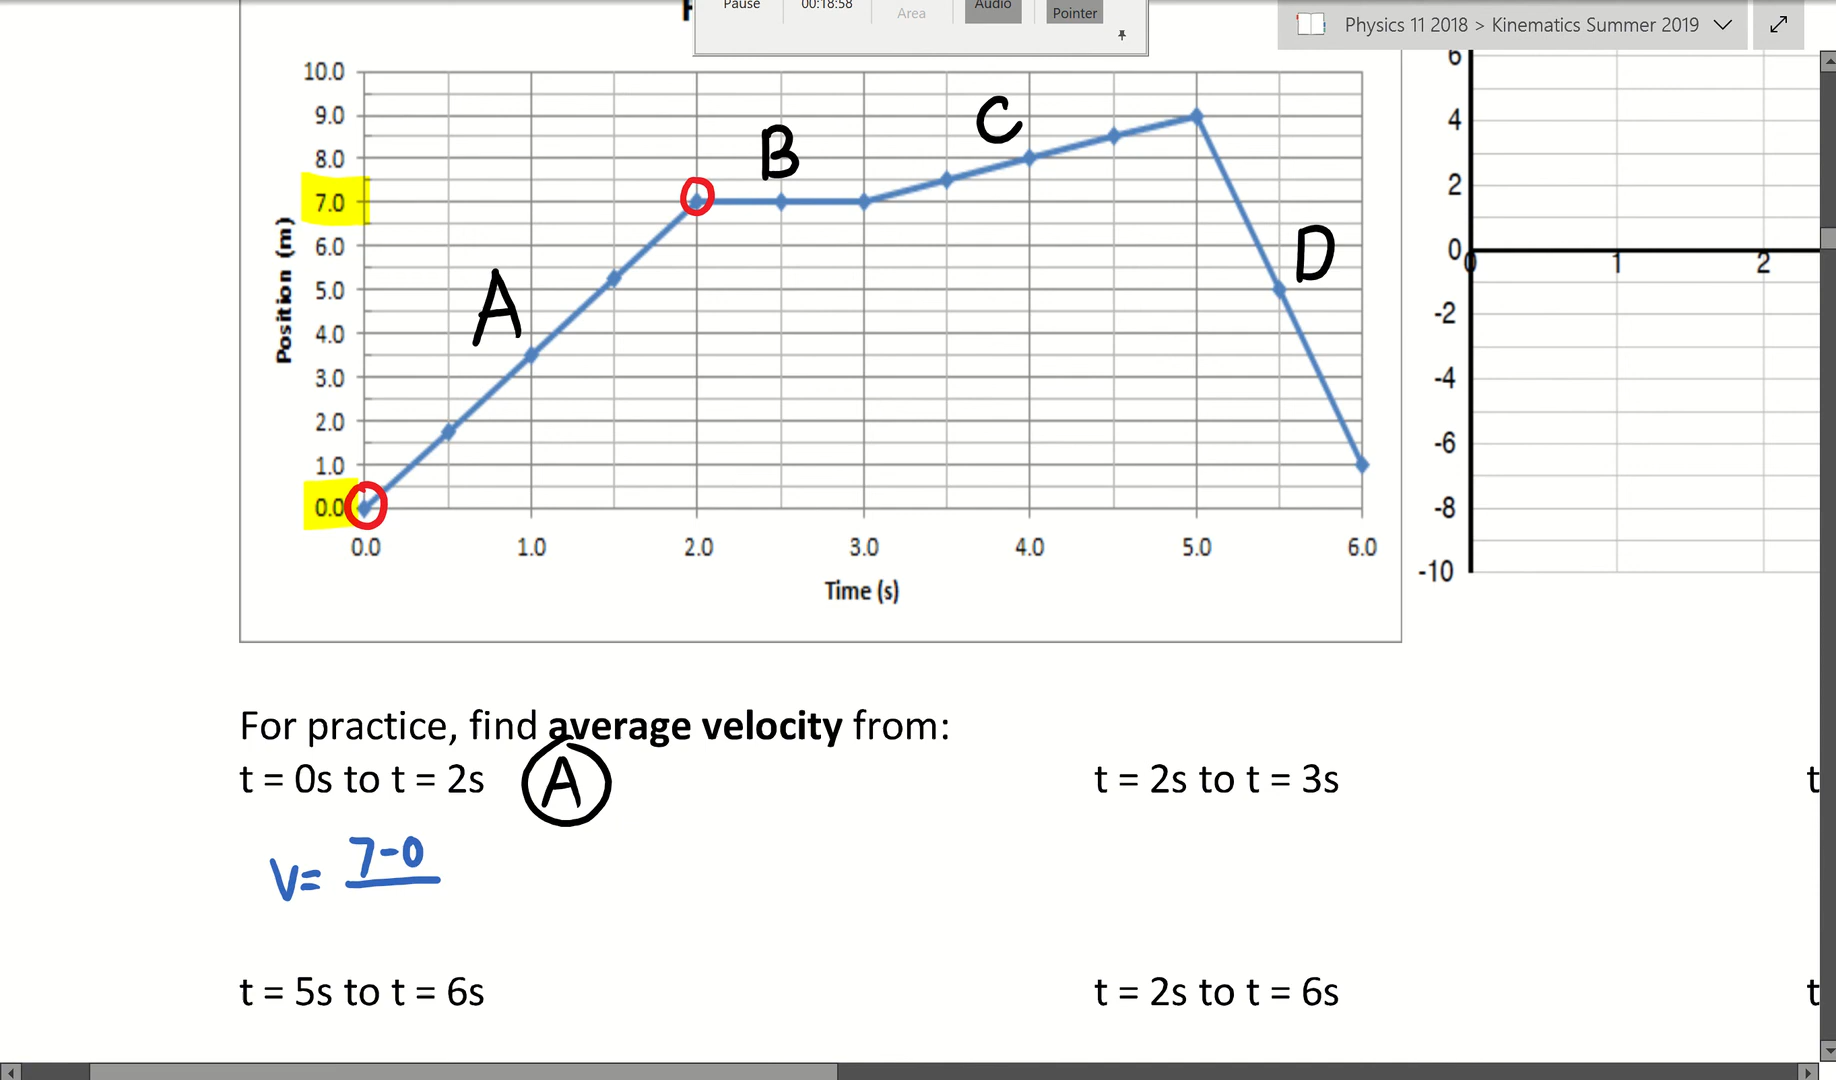 Pause
00:18:58
Area
Audio
Pointer
Physics 11 2018 > Kinematics Summer 2019
10.0
9.0
8.0
7.0
6.0
5.0
4.0
3.0
2.0
1.0
0.0
Position (m)
A
B
C
D
0.0 1.0 2.0 3.0 4.0 5.0 6.0
Time (s)
6
4
2
0
-2
-4
-6
-8
-10
0 1 2
For practice, find average velocity from:
t = 0s to t = 2s A
t = 2s to t = 3s
t
V= 7-0
t = 5s to t = 6s
t = 2s to t = 6s
t